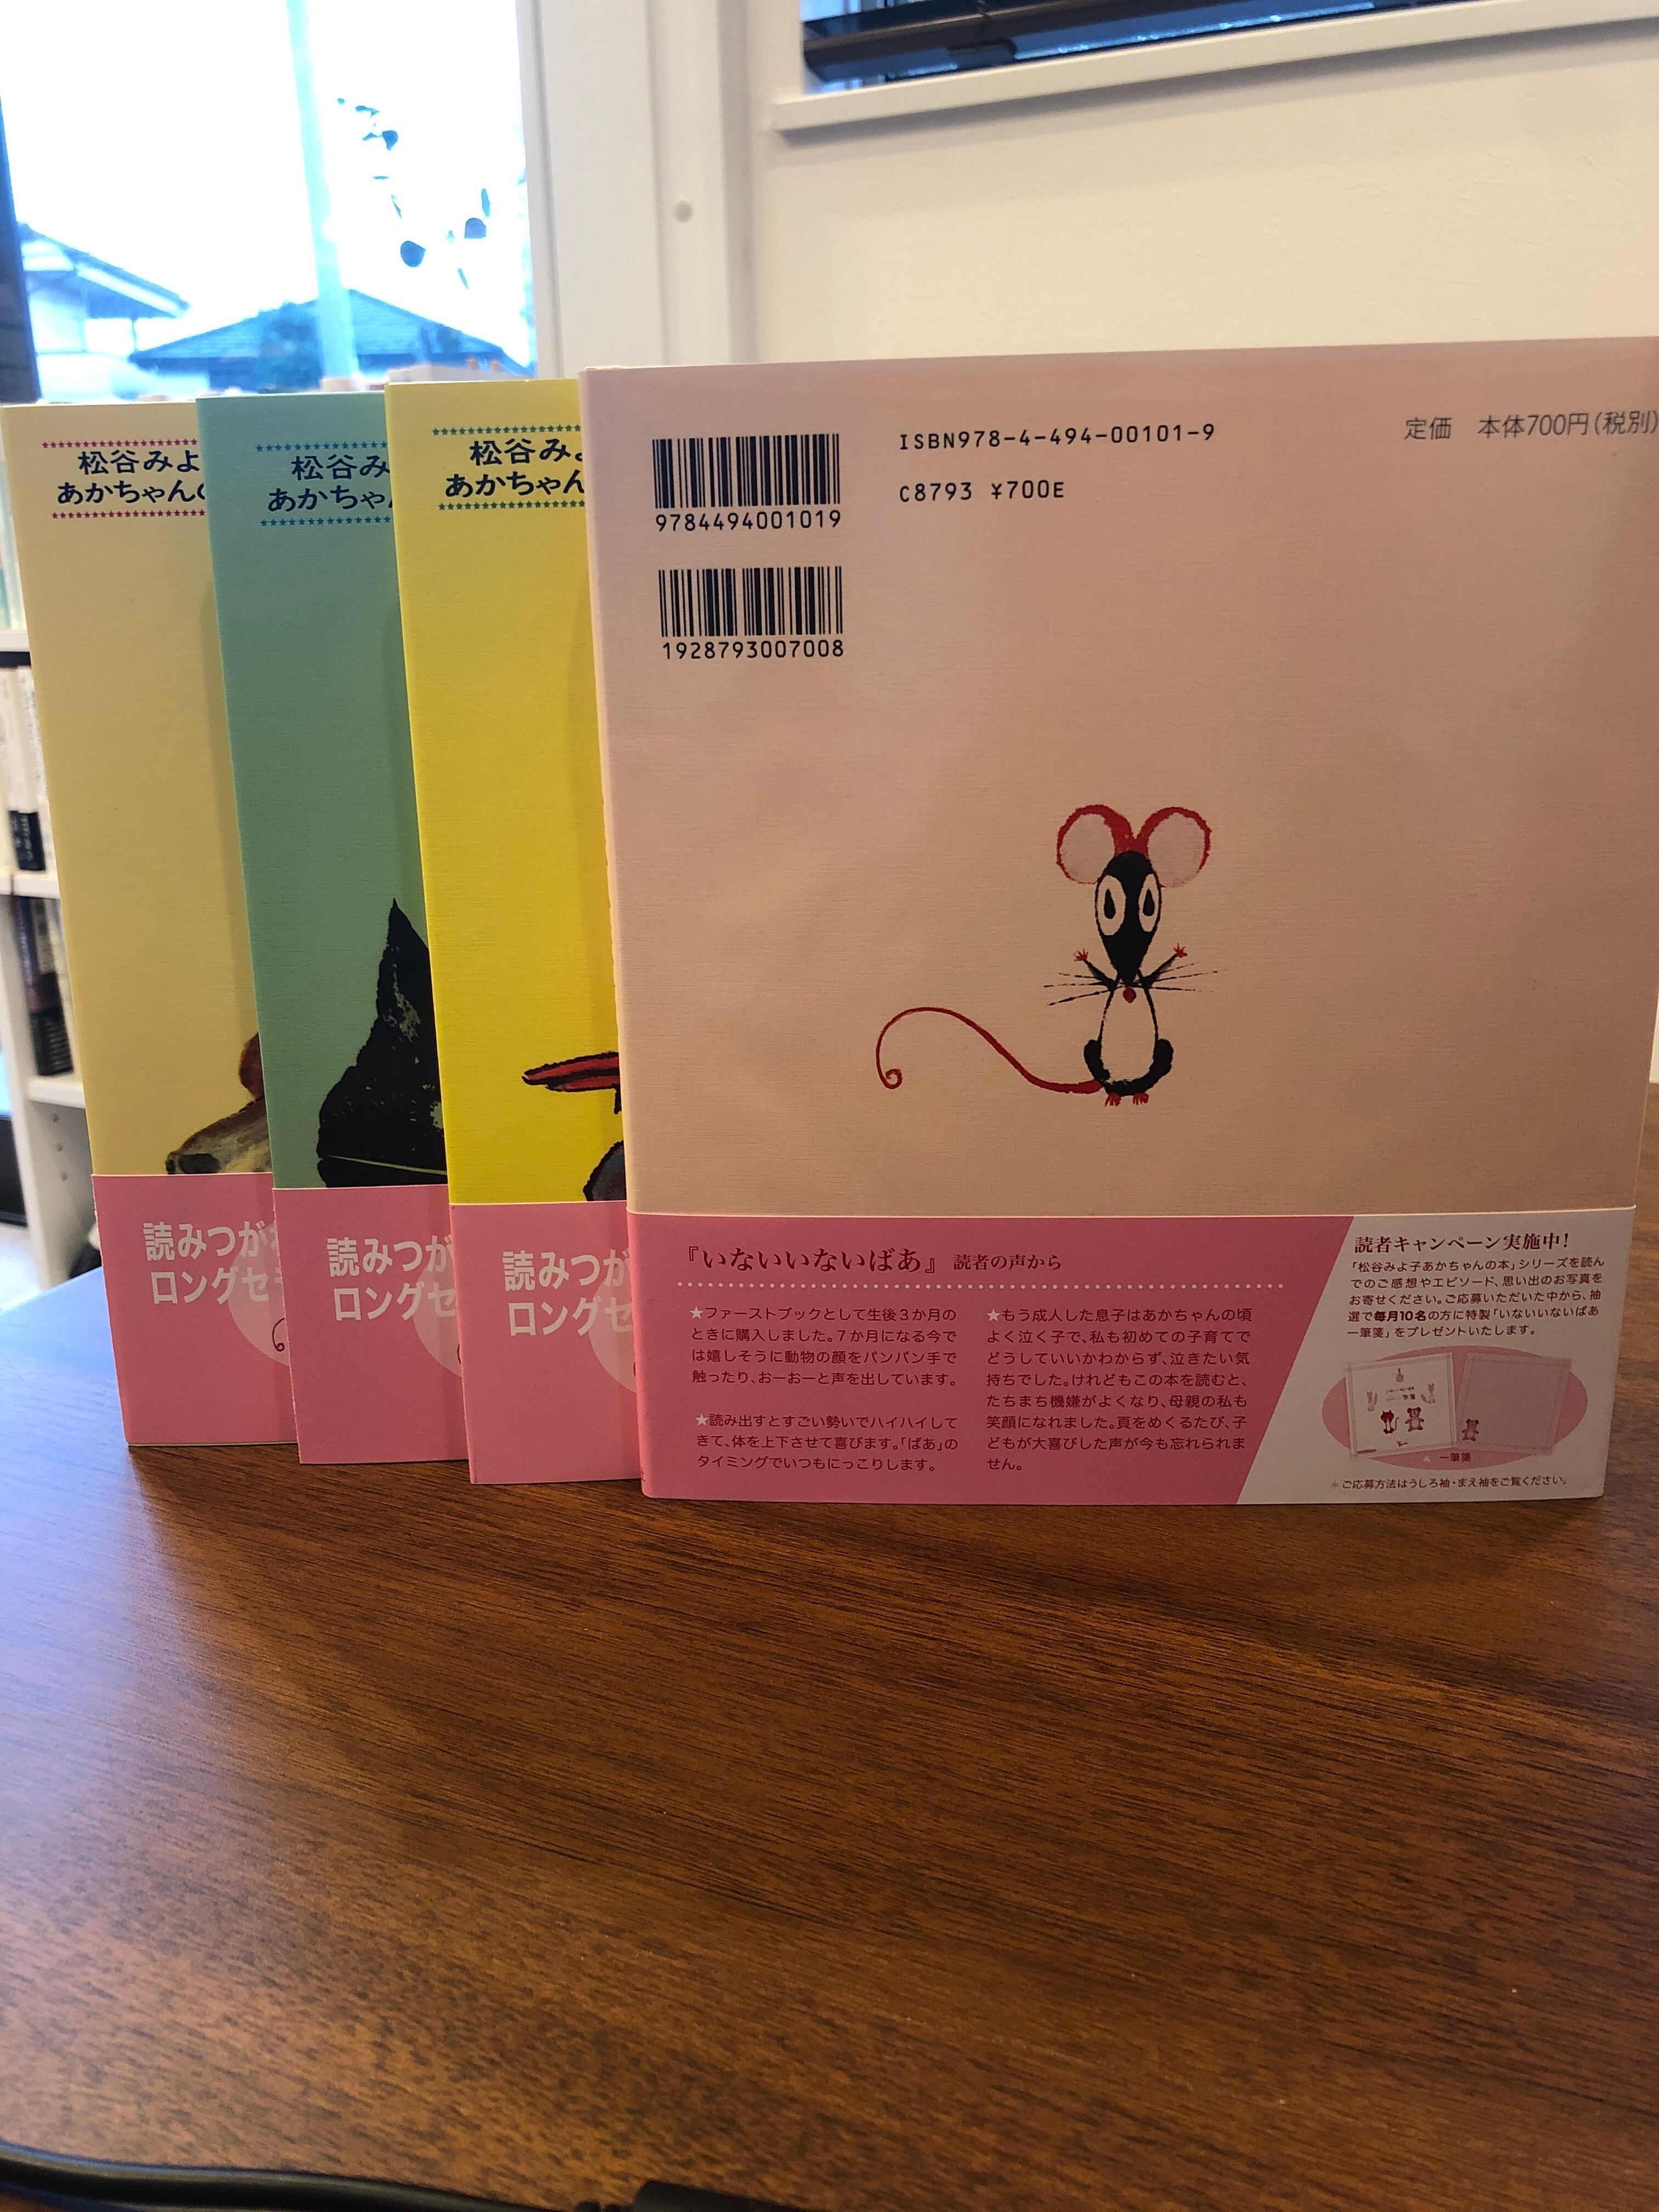 松谷みよ
あかちゃん
読みつが
ロングセ
松谷み
あかちゃ
読みつが
ロングセ
松谷み
あかちゃん
読みつが
ロングセ
9784494001019
1928793007008
ISBN978-4-494-00101-9
C8793 ¥700E
定価 本体700円(税別)
『いないいないばあ』 読者の声から
★ファーストブックとして生後3か月の
ときに購入しました。7か月になる今で
は嬉しそうに動物の顔をパンパン手で
触ったり、おーおーと声を出しています。
★読み出すとすごい勢いでハイハイして
きて、体を上下させて喜びます。「ばあ」の
タイミングでいつもにっこりします。
★もう成人した息子はあかちゃんの頃
よく泣く子で、私も初めての子育てで
どうしていいかわからず、泣きたい気
持ちでした。けれどもこの本を読むと、
たちまち機嫌がよくなり、母親の私も
笑顔になれました。頁をめくるたび、子
どもが大喜びした声が今も忘れられま
せん。
読者キャンペーン実施中!
「松谷みよ子あかちゃんの本」シリーズを読ん
でのご感想やエピソード、思い出のお写真を
お寄せください。ご応募いただいた中から、抽
選で毎月10名の方に特製「いないいないばあ
一筆箋」をプレゼントいたします。
▲ 一筆箋
＊ご応募方法はうしろ袖・まえ袖をご覧ください。